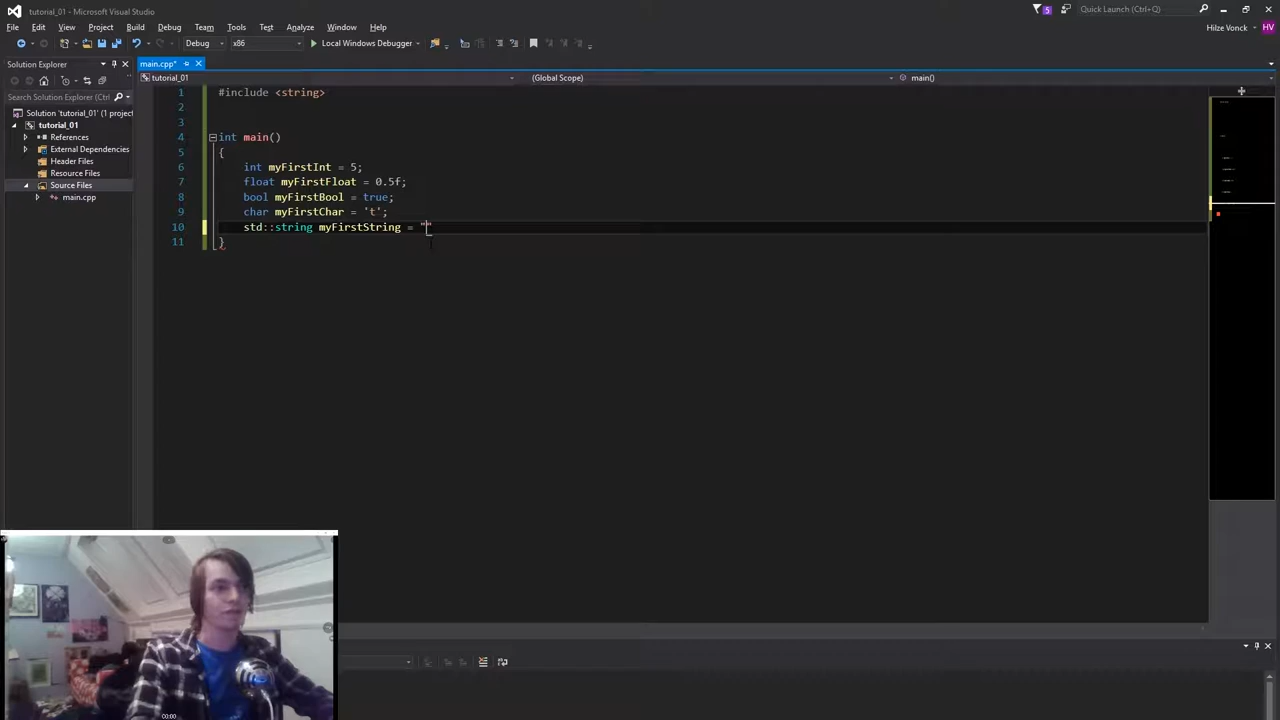 tutorial_01 - Microsoft Visual Studio
5
Quick Launch (Ctrl+Q)
File Edit View Project Build Debug Team Tools Analyze Window Help
Hilze Vonck
HV
Debug
x86
Local Windows Debugger
Solution Explorer
main.cpp*
tutorial_01
(Global Scope)
main()
Search Solution Explorer (Ctrl
Solution 'tutorial_01' (1 project
tutorial_01
References
External Dependencies
Header Files
Resource Files
Source Files
main.cpp
1 #include <string>
2
3
4 int main()
5 {
6 int myFirstInt = 5;
7 float myFirstFloat = 0.5f;
8 bool myFirstBool = true;
9 char myFirstChar = 't';
10 std::string myFirstString = ""
11 }
00:00